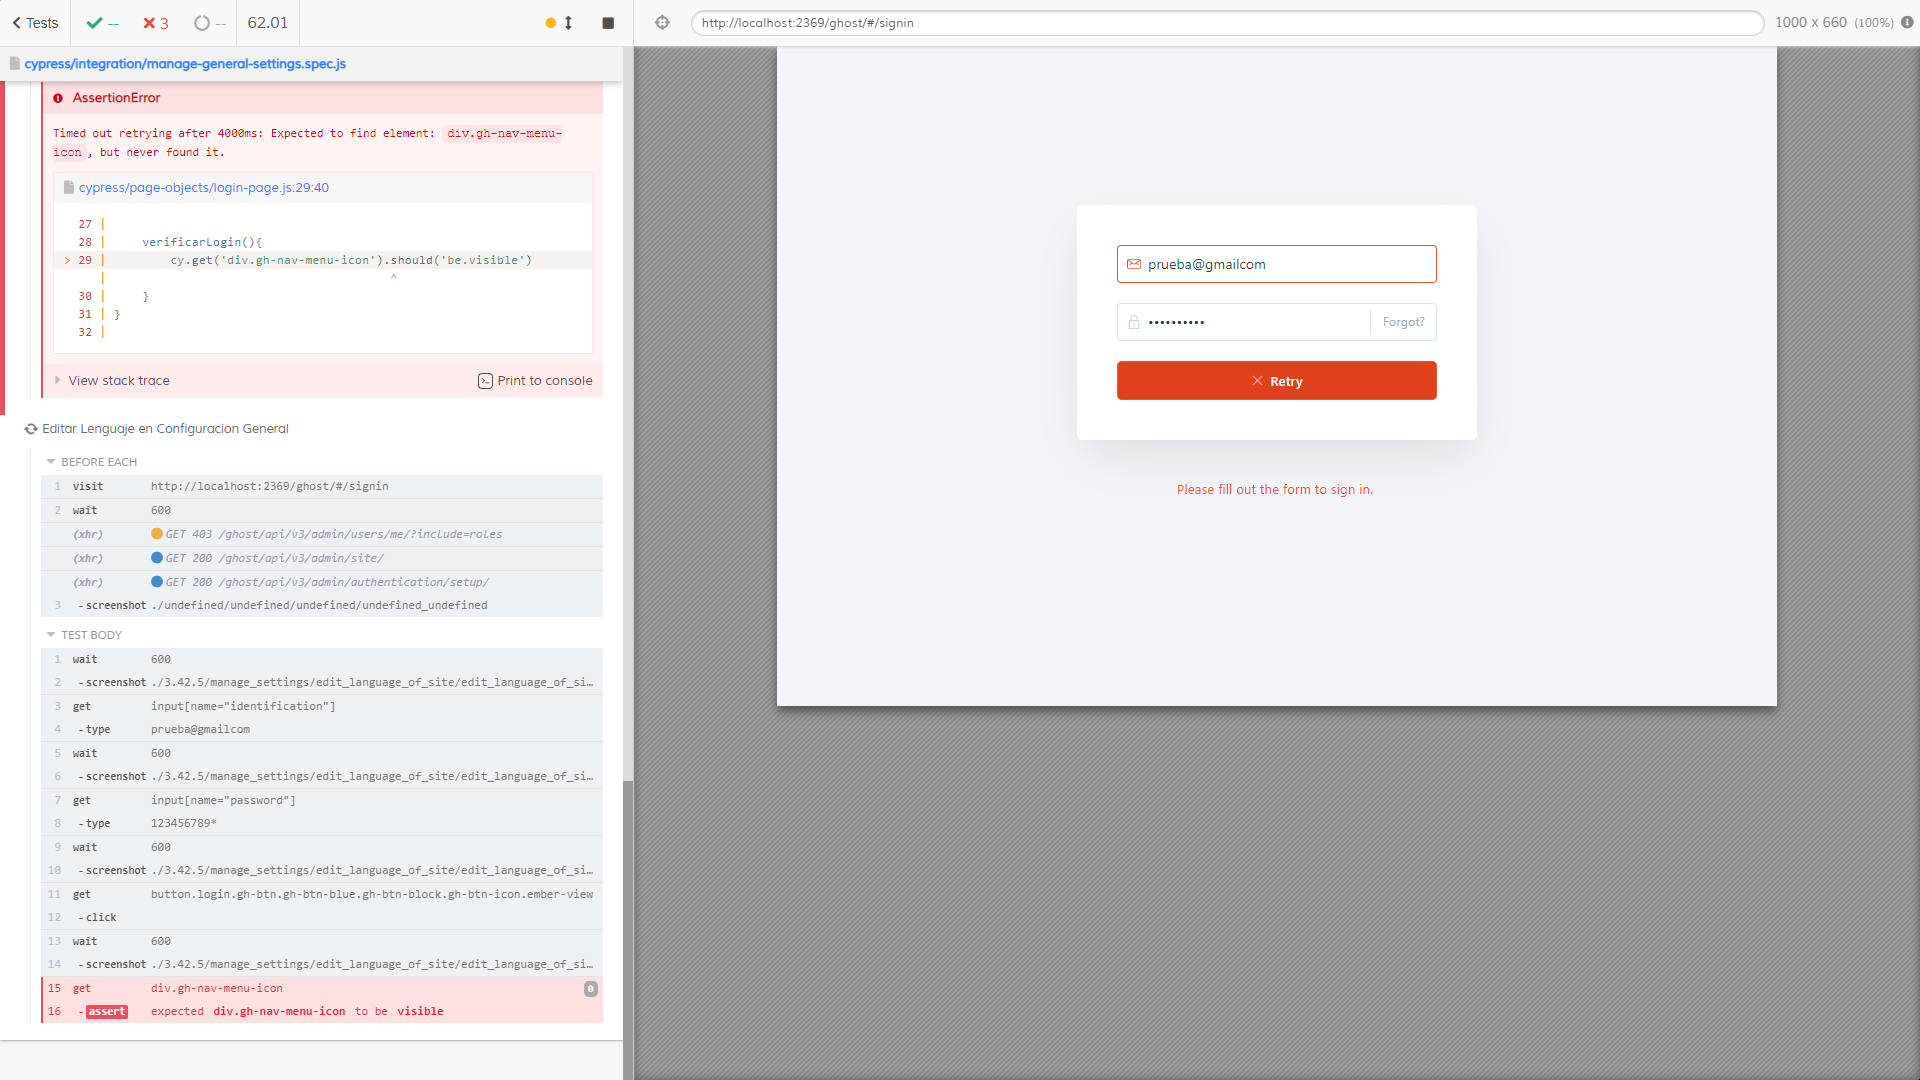 Tests
--
3
--
62.01
http://localhost:2369/ghost/#/signin
1000 x 660 (100%)
cypress/integration/manage-general-settings.spec.js
AssertionError
Timed out retrying after 4000ms: Expected to find element: div.gh-nav-menu-
icon , but never found it.
cypress/page-objects/login-page.js:29:40
27 |
28 | verificarLogin(){
> 29 | cy.get('div.gh-nav-menu-icon').should('be.visible')
| ^
30 | }
31 | }
32 |
View stack trace
Print to console
Editar Lenguaje en Configuracion General
BEFORE EACH
1 visit http://localhost:2369/ghost/#/signin
2 wait 600
(xhr) GET 403 /ghost/api/v3/admin/users/me/?include=roles
(xhr) GET 200 /ghost/api/v3/admin/site/
(xhr) GET 200 /ghost/api/v3/admin/authentication/setup/
3 -screenshot ./undefined/undefined/undefined/undefined_undefined
TEST BODY
1 wait 600
2 -screenshot ./3.42.5/manage_settings/edit_language_of_site/edit_language_of_si…
3 get input[name="identification"]
4 -type prueba@gmailcom
5 wait 600
6 -screenshot ./3.42.5/manage_settings/edit_language_of_site/edit_language_of_si…
7 get input[name="password"]
8 -type 123456789*
9 wait 600
10 -screenshot ./3.42.5/manage_settings/edit_language_of_site/edit_language_of_si…
11 get button.login.gh-btn.gh-btn-blue.gh-btn-block.gh-btn-icon.ember-view
12 -click
13 wait 600
14 -screenshot ./3.42.5/manage_settings/edit_language_of_site/edit_language_of_si…
15 get div.gh-nav-menu-icon 0
16 -assert expected div.gh-nav-menu-icon to be visible
prueba@gmailcom
••••••••••
Forgot?
Retry
Please fill out the form to sign in.